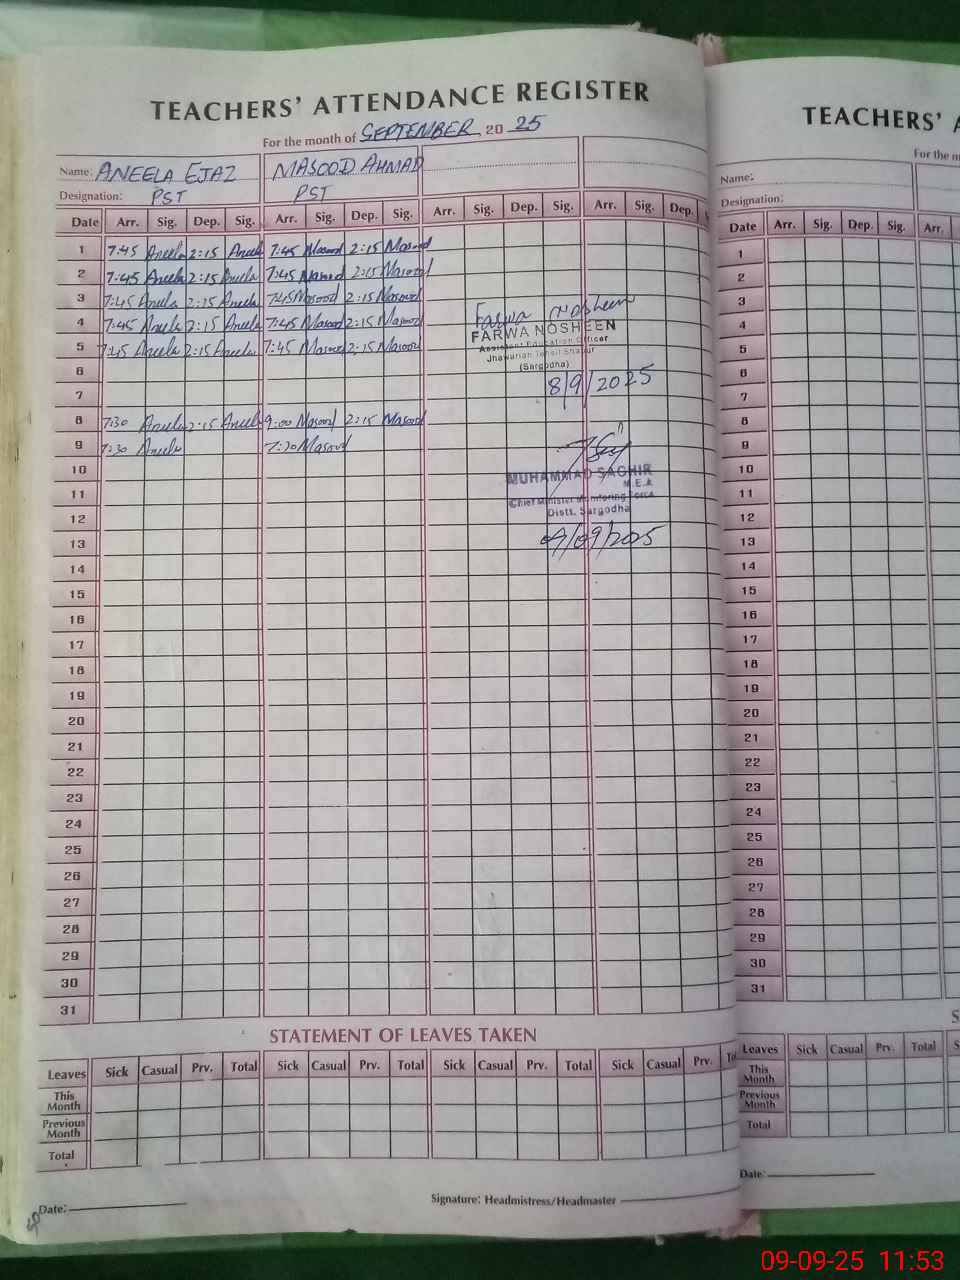 TEACHERS' ATTENDANCE REGISTER
For the month of SEPTEMBER, 20 25
Name: ANEELA EJAZ MASOOD AHMAD
Designation: PST PST
Date Arr. Sig. Dep. Sig. Arr. Sig. Dep. Sig. Arr. Sig. Dep. Sig. Arr. Sig. Dep.
1 7:45 Aneela 2:15 Aneela 7:45 Masood 2:15 Masood
2 7:45 Aneela 2:15 Aneela 7:45 Masood 2:15 Masood
3 7:45 Aneela 2:15 Aneela 7:45 Masood 2:15 Masood
4 7:45 Aneela 2:15 Aneela 7:45 Masood 2:15 Masood
5 7:45 Aneela 2:15 Aneela 7:45 Masood 2:15 Masood
6
7
8 7:30 Aneela 2:15 Aneela 9:00 Masood 2:15 Masood
9 7:30 Aneela 7:30 Masood
10
11
12
13
14
15
16
17
18
19
20
21
22
23
24
25
26
27
28
29
30
31
Farwa Nosheen
FARWA NOSHEEN
Assistant Education Officer
Jhawarian Tehsil Shahpur
(Sargodha)
8/9/2025
MUHAMMAD SAGHIR
M.E.A
Chief Minister Monitoring Force
Distt. Sargodha
09/09/2025
STATEMENT OF LEAVES TAKEN
Leaves Sick Casual Prv. Total Sick Casual Prv. Total Sick Casual Prv. Total Sick Casual Prv. To
This Month
Previous Month
Total
Date:
Signature: Headmistress/Headmaster
TEACHERS' A
For the m
Name:
Designation:
Date Arr. Sig. Dep. Sig. Arr.
1
2
3
4
5
6
7
8
9
10
11
12
13
14
15
16
17
18
19
20
21
22
23
24
25
26
27
28
29
30
31
S
Leaves Sick Casual Prv. Total S
This Month
Previous Month
Total
Date:
09-09-25 11:53